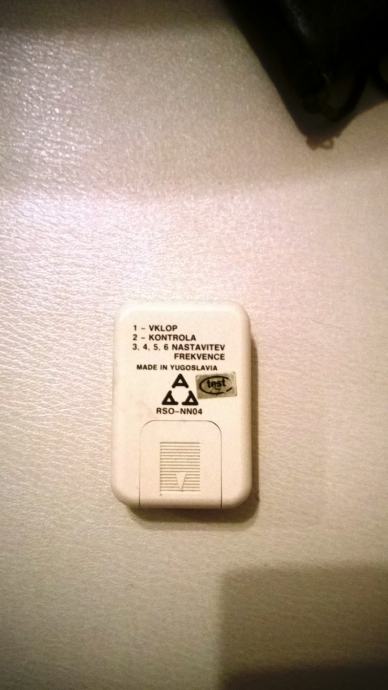 1 - VKLOP
2 - KONTROLA
3, 4, 5, 6 NASTAVITEV
FREKVENCE
MADE IN YUGOSLAVIA
test
RSO-NN04